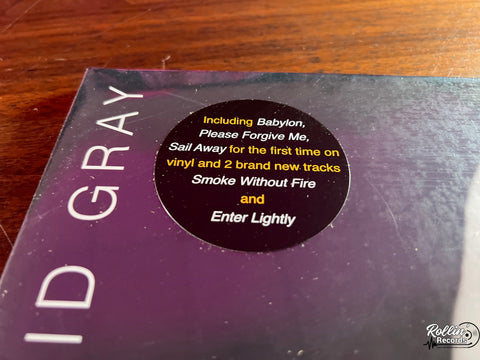 ID GRAY
Including Babylon,
Please Forgive Me,
Sail Away for the first time on
vinyl and 2 brand new tracks
Smoke Without Fire
and
Enter Lightly
Rollin'
Records